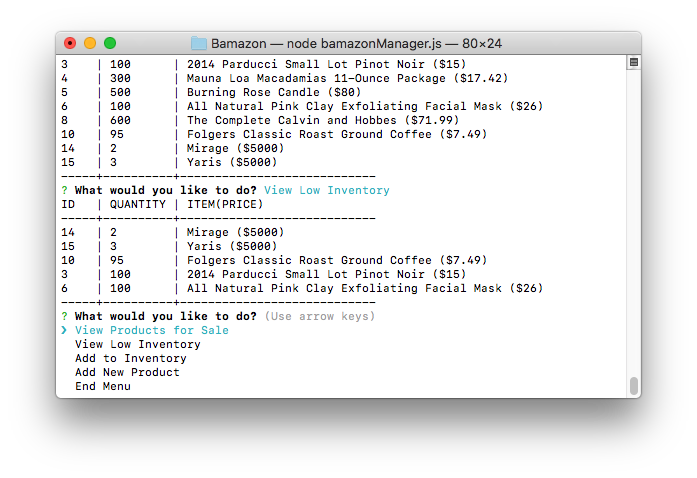 Bamazon — node bamazonManager.js — 80×24
3    | 100      | 2014 Parducci Small Lot Pinot Noir ($15)
4    | 300      | Mauna Loa Macadamias 11-Ounce Package ($17.42)
5    | 500      | Burning Rose Candle ($80)
6    | 100      | All Natural Pink Clay Exfoliating Facial Mask ($26)
8    | 600      | The Complete Calvin and Hobbes ($71.99)
10   | 95       | Folgers Classic Roast Ground Coffee ($7.49)
14   | 2        | Mirage ($5000)
15   | 3        | Yaris ($5000)
-----+----------+----------------------------
? What would you like to do? View Low Inventory
ID   | QUANTITY | ITEM(PRICE)
-----+----------+----------------------------
14   | 2        | Mirage ($5000)
15   | 3        | Yaris ($5000)
10   | 95       | Folgers Classic Roast Ground Coffee ($7.49)
3    | 100      | 2014 Parducci Small Lot Pinot Noir ($15)
6    | 100      | All Natural Pink Clay Exfoliating Facial Mask ($26)
-----+----------+----------------------------
? What would you like to do? (Use arrow keys)
❯ View Products for Sale
  View Low Inventory
  Add to Inventory
  Add New Product
  End Menu